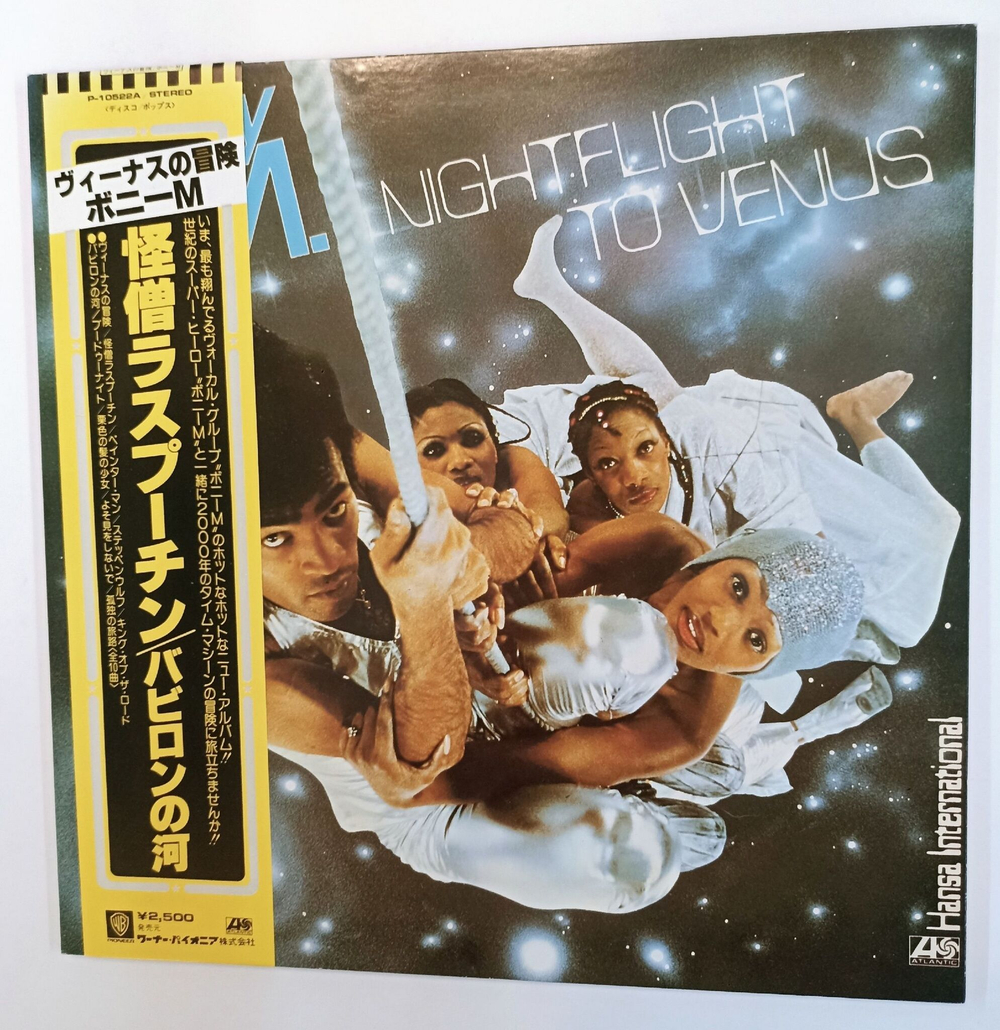 P-10522A STEREO
(ディスコ ポップス)
ヴィーナスの冒険
ボニーM
いま、最も翔んでるヴォーカル・グループ"ボニーM"のホットなホットなニュー・アルバム!!
世紀のスーパー・ヒーロー"ボニーM"と一緒に2000年のタイム・マシーンの冒険に旅立ちませんか!!
怪僧ラスプーチン/バビロンの河
●ヴィーナスの冒険/怪僧ラスプーチン/ペインター・マン/ステッペンウルフ/キング・オブ・ザ・ロード
●バビロンの河/ブードゥーナイト/栗色の髪の少女/よそ見をしないで/孤独の旅路〈全10曲〉
WB
PIONEER
¥2,500
発売元
ワーナー・パイオニア株式会社
M.
NIGHTFLIGHT
TO VENUS
Hansa International
ATLANTIC